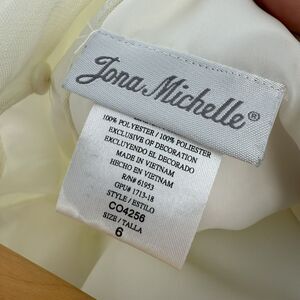 Jona Michelle®
100% POLYESTER / 100% POLIESTER
EXCLUSIVE OF DECORATION
EXCLUYENDO EL DECORADO
MADE IN VIETNAM
HECHO EN VIETNAM
RN# 61953
GPU# 1713-18
STYLE / ESTILO
CO4256
SIZE / TALLA
6